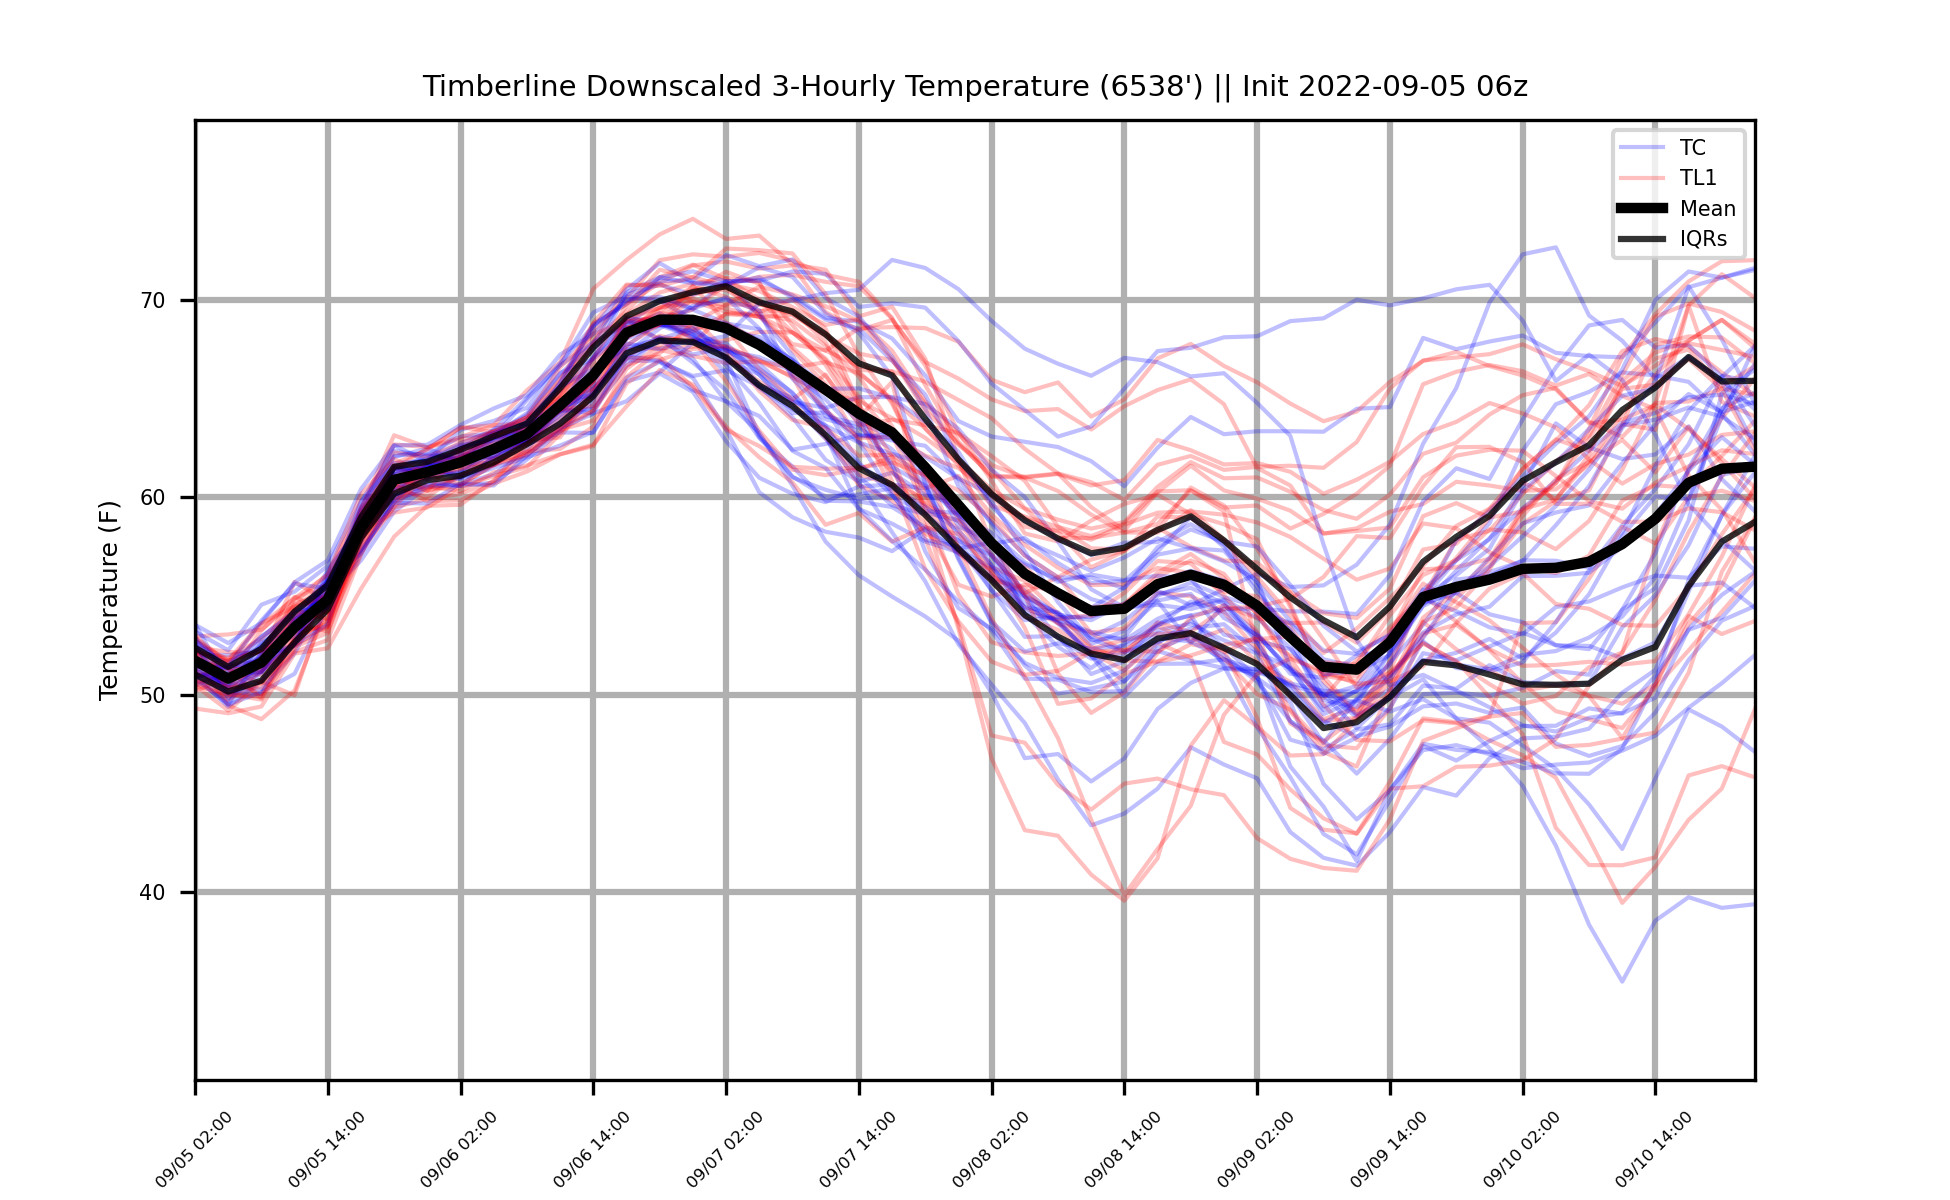 Timberline Downscaled 3-Hourly Temperature (6538') || Init 2022-09-05 06z
TC
TL1
Mean
IQRs
Temperature (F)
70
60
50
40
09/05 02:00
09/05 14:00
09/06 02:00
09/06 14:00
09/07 02:00
09/07 14:00
09/08 02:00
09/08 14:00
09/09 02:00
09/09 14:00
09/10 02:00
09/10 14:00